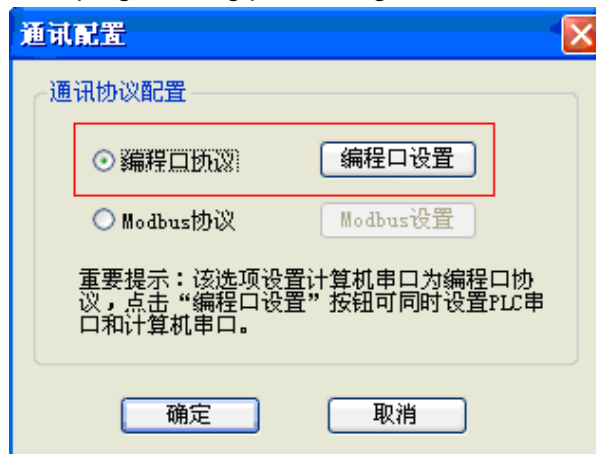 通讯配置
通讯协议配置
编程口协议 编程口设置
Modbus协议 Modbus设置
重要提示：该选项设置计算机串口为编程口协
议，点击“编程口设置”按钮可同时设置PLC串
口和计算机串口。
确定 取消